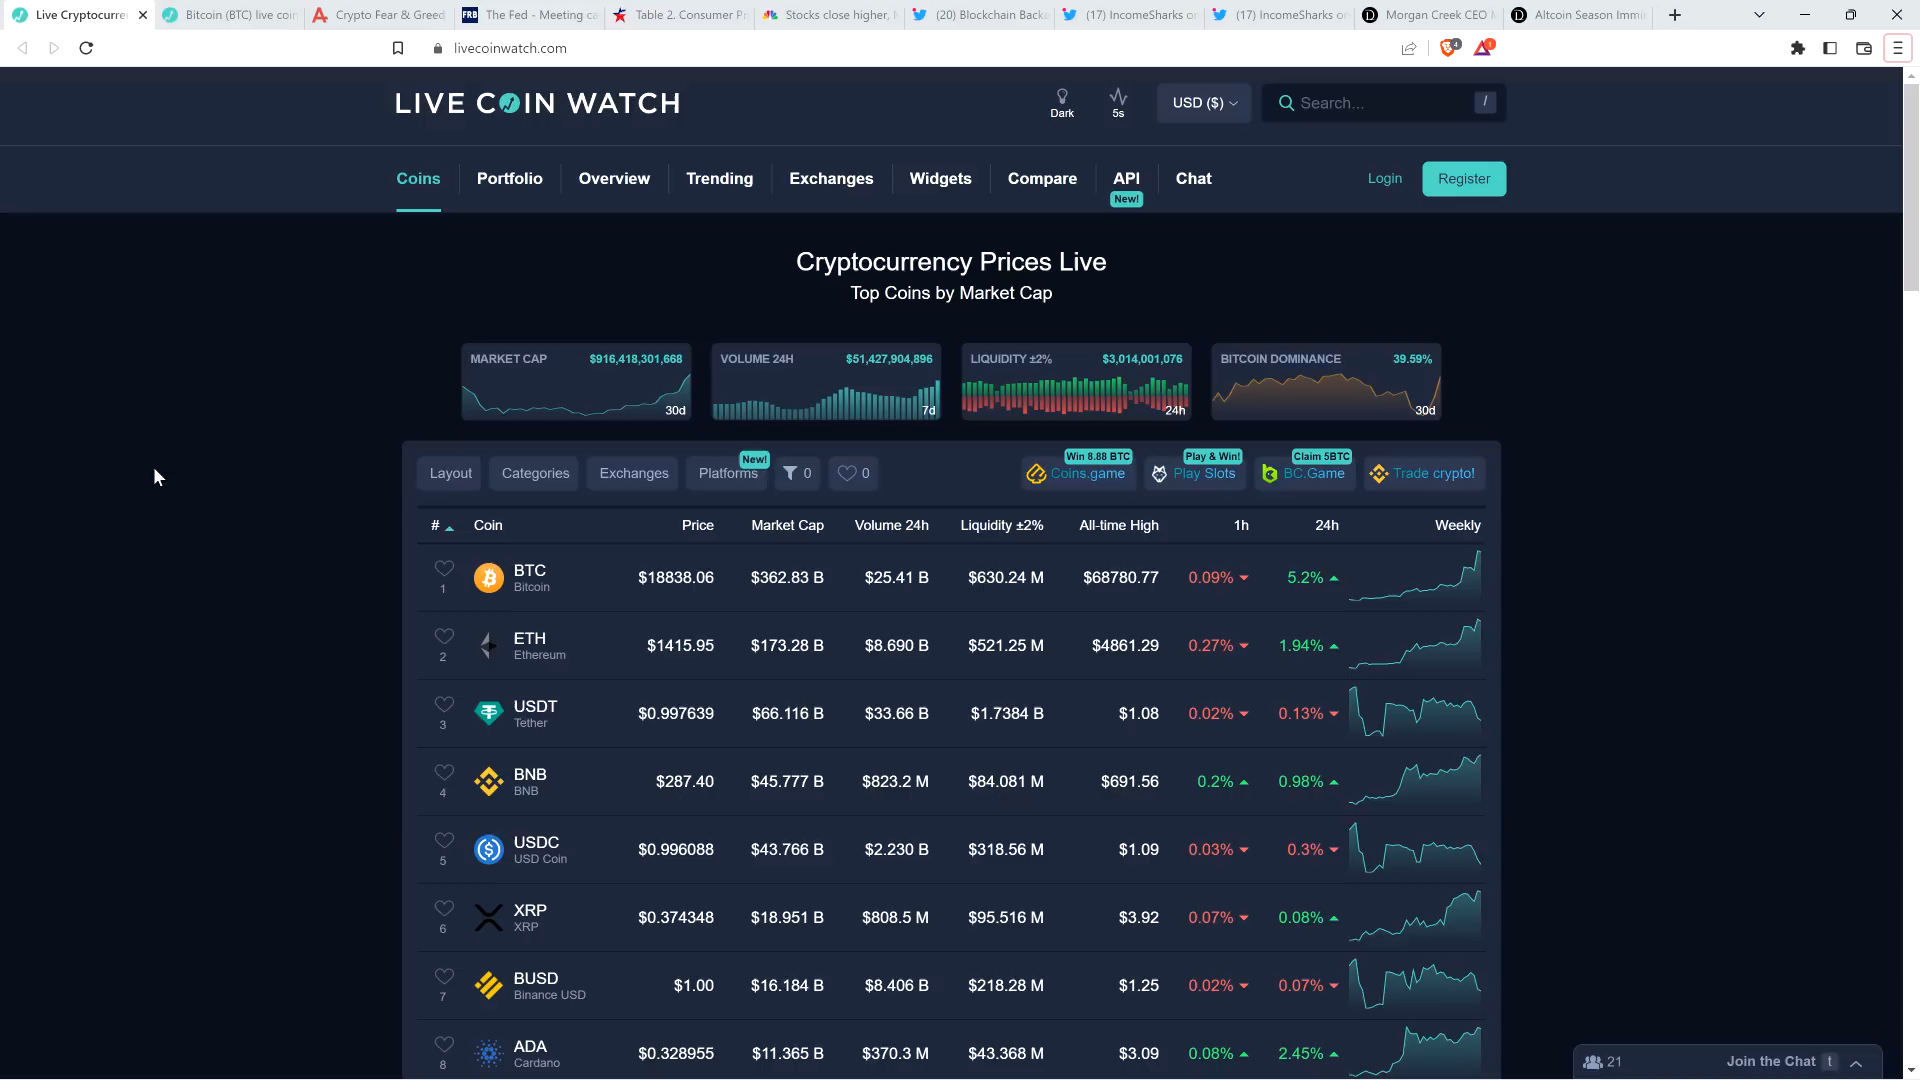 Live Cryptocurre
Bitcoin (BTC) live coin
Crypto Fear & Greed
The Fed - Meeting ca
Table 2. Consumer Pr
Stocks close higher, N
(20) Blockchain Backe
(17) IncomeSharks on
(17) IncomeSharks on
Morgan Creek CEO M
Altcoin Season Immi
livecoinwatch.com
4
1
LIVE COIN WATCH
Dark
5s
USD ($)
Search...
/
Coins
Portfolio
Overview
Trending
Exchanges
Widgets
Compare
API
New!
Chat
Login
Register
Cryptocurrency Prices Live
Top Coins by Market Cap
MARKET CAP $916,418,301,668
30d
VOLUME 24H $51,427,904,896
7d
LIQUIDITY ±2% $3,014,001,076
24h
BITCOIN DOMINANCE 39.59%
30d
Layout
Categories
Exchanges
Platforms
New!
0
0
Win 8.88 BTC
Coins.game
Play & Win!
Play Slots
Claim 5BTC
BC.Game
Trade crypto!
# Coin Price Market Cap Volume 24h Liquidity ±2% All-time High 1h 24h Weekly
1 BTC Bitcoin $18838.06 $362.83 B $25.41 B $630.24 M $68780.77 0.09% 5.2%
2 ETH Ethereum $1415.95 $173.28 B $8.690 B $521.25 M $4861.29 0.27% 1.94%
3 USDT Tether $0.997639 $66.116 B $33.66 B $1.7384 B $1.08 0.02% 0.13%
4 BNB BNB $287.40 $45.777 B $823.2 M $84.081 M $691.56 0.2% 0.98%
5 USDC USD Coin $0.996088 $43.766 B $2.230 B $318.56 M $1.09 0.03% 0.3%
6 XRP XRP $0.374348 $18.951 B $808.5 M $95.516 M $3.92 0.07% 0.08%
7 BUSD Binance USD $1.00 $16.184 B $8.406 B $218.28 M $1.25 0.02% 0.07%
8 ADA Cardano $0.328955 $11.365 B $370.3 M $43.368 M $3.09 0.08% 2.45%
21
Join the Chat t